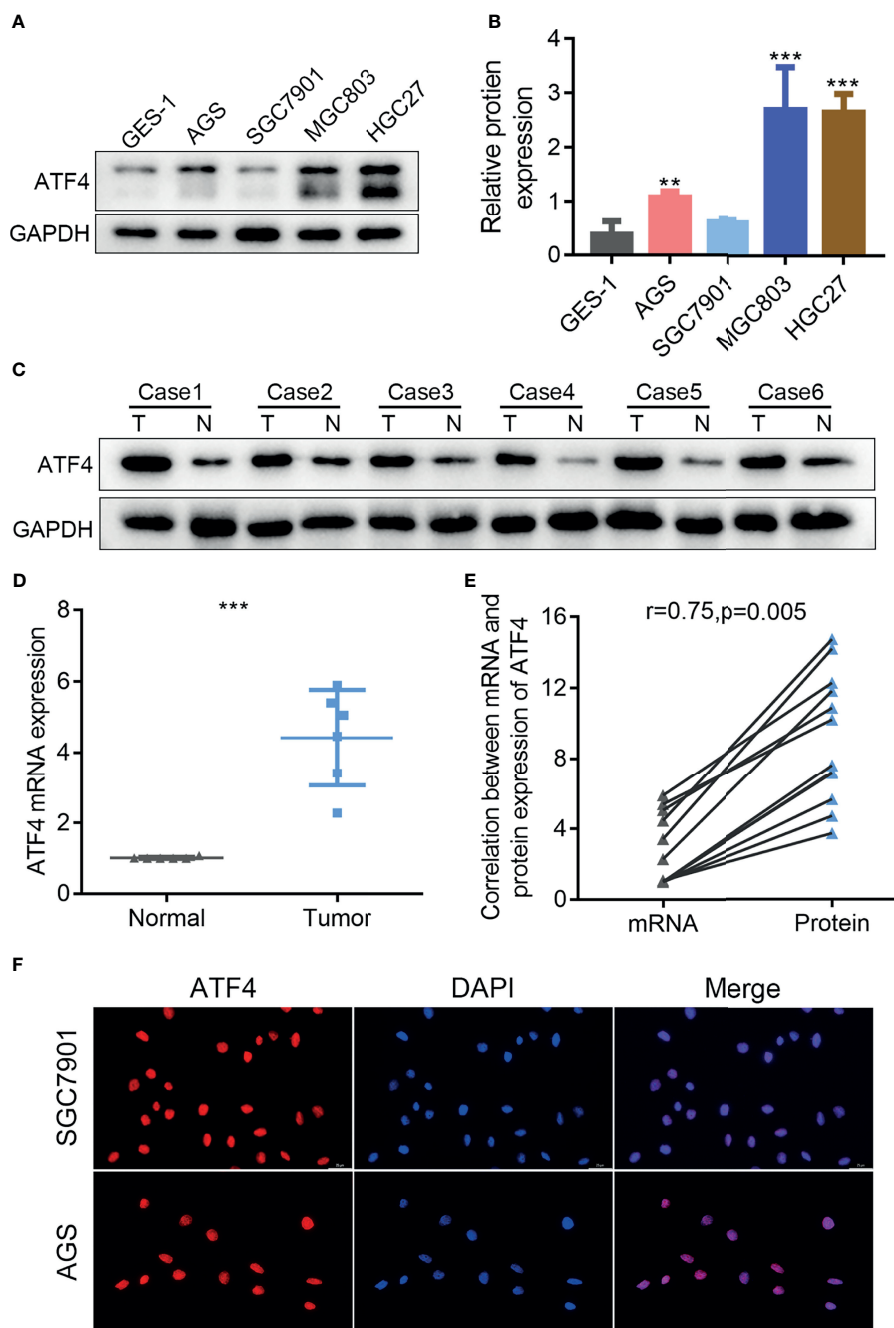 A
GES-1 AGS SGC7901 MGC803 HGC27
ATF4
GAPDH
B
Relative protien
expression
4
3
2
1
0
** *** ***
GES-1 AGS SGC7901 MGC803 HGC27
C
Case1 Case2 Case3 Case4 Case5 Case6
T N T N T N T N T N T N
ATF4
GAPDH
D
ATF4 mRNA expression
8
6
4
2
0
***
Normal Tumor
E
Correlation between mRNA and
protein expression of ATF4
16
12
8
4
0
r=0.75,p=0.005
mRNA Protein
F
ATF4 DAPI Merge
SGC7901
AGS